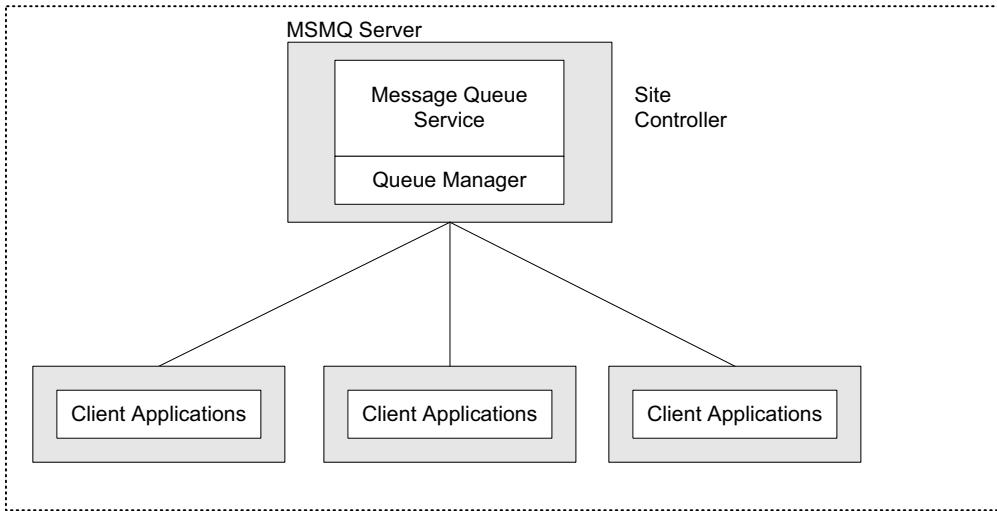 MSMQ Server
Message Queue
Service
Queue Manager
Site
Controller
Client Applications
Client Applications
Client Applications